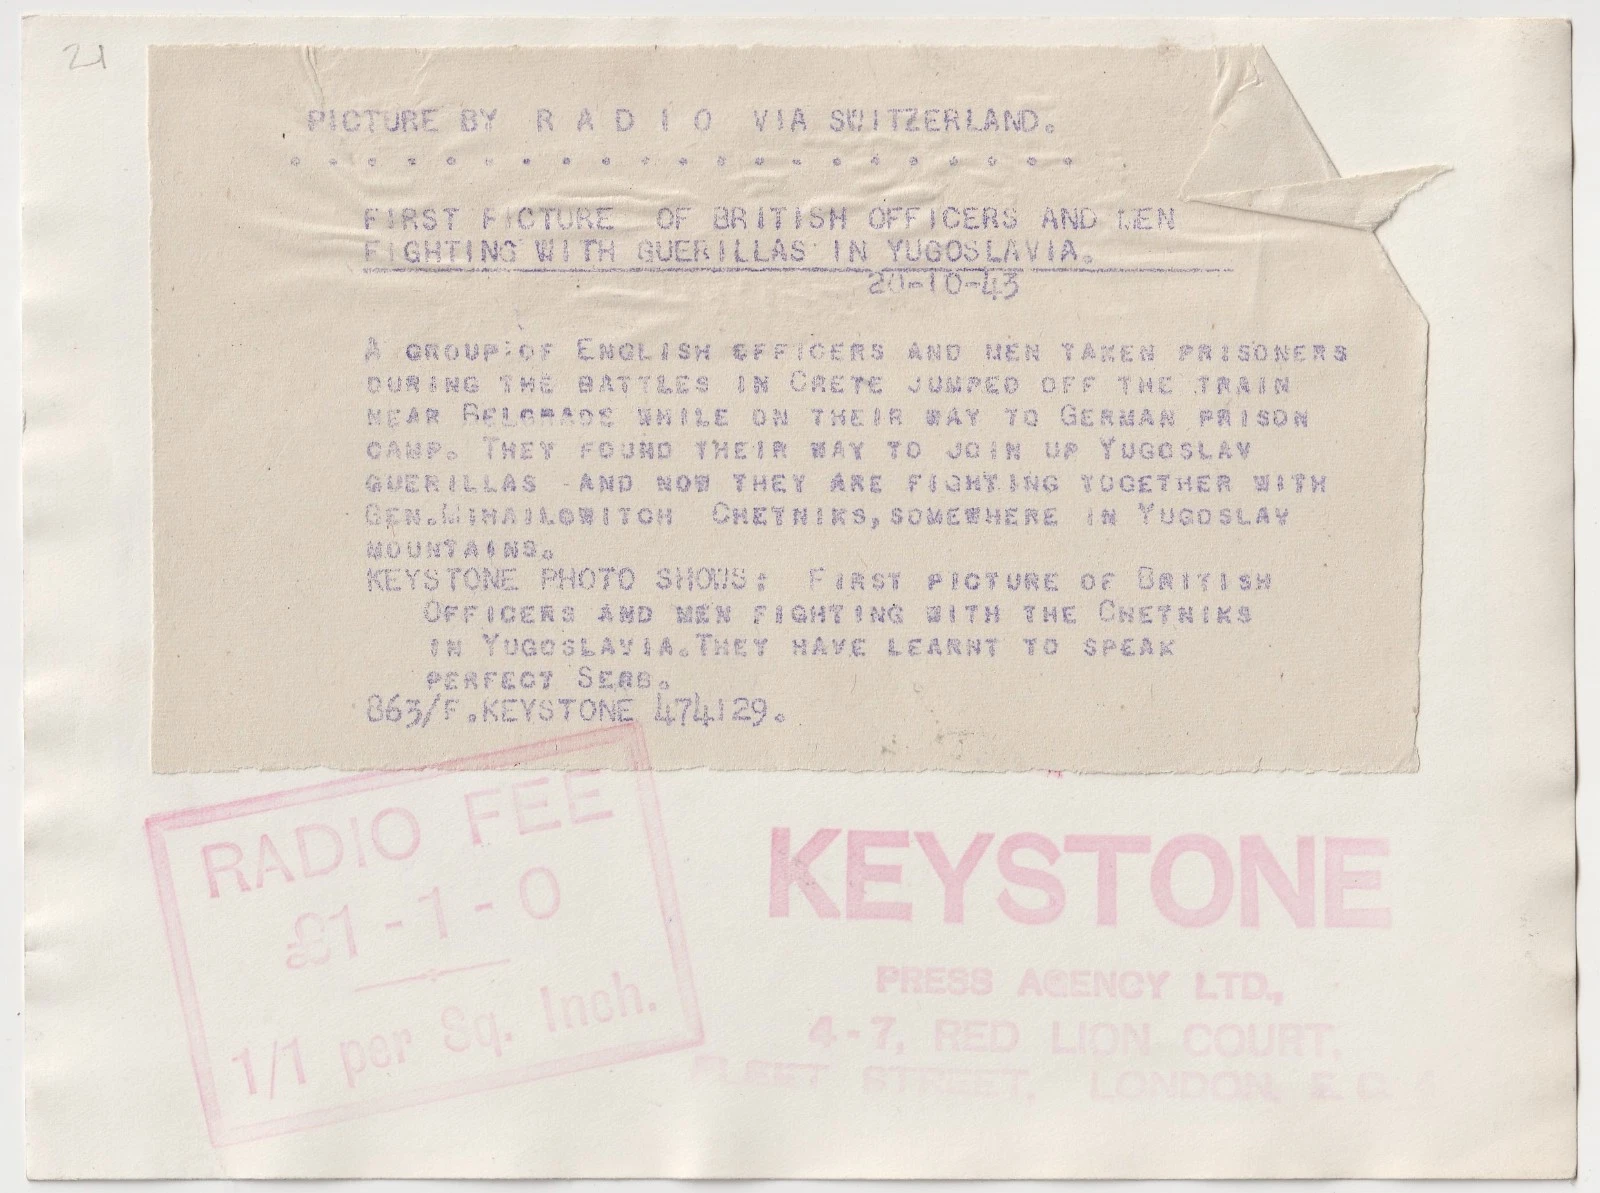 21
PICTURE BY R A D I O VIA SWITZERLAND.
FIRST PICTURE OF BRITISH OFFICERS AND MEN
FIGHTING WITH GUERILLAS IN YUGOSLAVIA.
20-10-43
A GROUP OF ENGLISH OFFICERS AND MEN TAKEN PRISONERS
DURING THE BATTLES IN CRETE JUMPED OFF THE TRAIN
NEAR BELGRADE WHILE ON THEIR WAY TO GERMAN PRISON
CAMP. THEY FOUND THEIR WAY TO JOIN UP YUGOSLAV
GUERILLAS AND NOW THEY ARE FIGHTING TOGETHER WITH
GEN.MIHAILOWITCH CHETNIKS,SOMEWHERE IN YUGOSLAV
MOUNTAINS.
KEYSTONE PHOTO SHOWS: FIRST PICTURE OF BRITISH
OFFICERS AND MEN FIGHTING WITH THE CHETNIKS
IN YUGOSLAVIA.THEY HAVE LEARNT TO SPEAK
PERFECT SERB.
863/F.KEYSTONE 474129.
RADIO FEE
£1-1-0
1/1 per Sq. Inch.
KEYSTONE
PRESS AGENCY LTD.,
4-7, RED LION COURT,
FLEET STREET, LONDON, E.C.